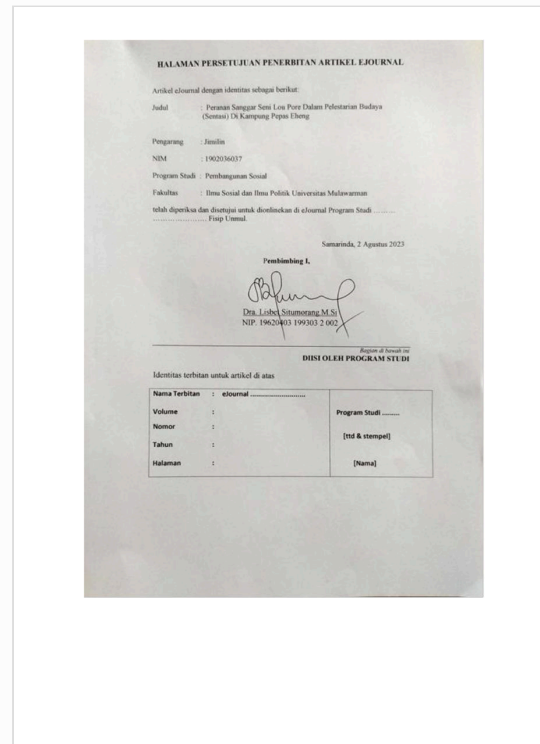 HALAMAN PERSETUJUAN PENERBITAN ARTIKEL EJOURNAL
Artikel eJournal dengan identitas sebagai berikut:
Judul : Peranan Sanggar Seni Lou Pore Dalam Pelestarian Budaya
(Sentasi) Di Kampung Pepas Eheng
Pengarang : Jimilin
NIM : 1902036037
Program Studi : Pembangunan Sosial
Fakultas : Ilmu Sosial dan Ilmu Politik Universitas Mulawarman
telah diperiksa dan disetujui untuk dionlinekan di eJournal Program Studi ..........
...................... Fisip Unmul.
Samarinda, 2 Agustus 2023
Pembimbing I,
Dra. Lisbet Situmorang,M.Si
NIP. 19620403 199303 2 002
Bagian di bawah ini
DIISI OLEH PROGRAM STUDI
Identitas terbitan untuk artikel di atas
Nama Terbitan : eJournal ..............................
Volume :
Program Studi .........
Nomor :
[ttd & stempel]
Tahun :
Halaman :
[Nama]